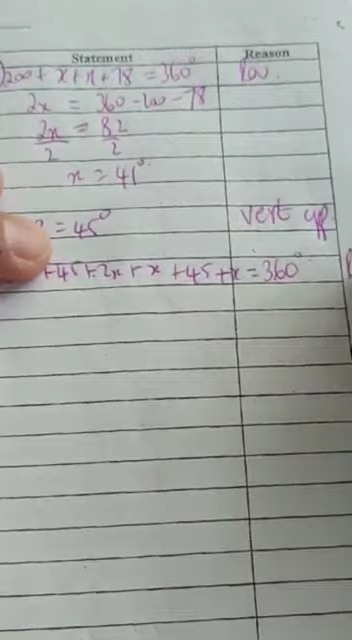 Statement Reason
200 + x + x + 78 = 360°
2x = 360 - 200 - 78
2x/2 = 82/2
x = 41°
= 45° vert opp
+45+2x+x+45+x=360°